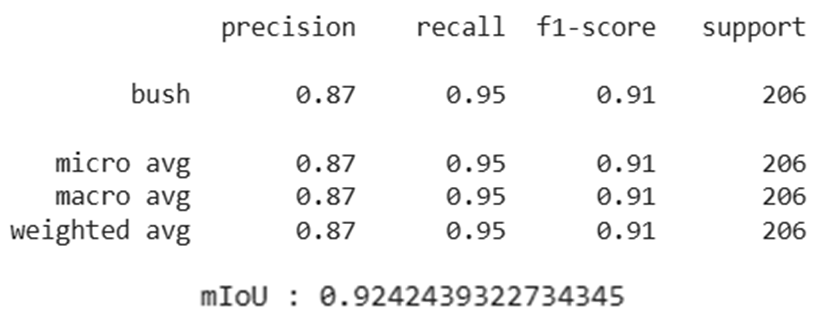 precision recall f1-score support
bush 0.87 0.95 0.91 206
micro avg 0.87 0.95 0.91 206
macro avg 0.87 0.95 0.91 206
weighted avg 0.87 0.95 0.91 206
mIoU : 0.9242439322734345